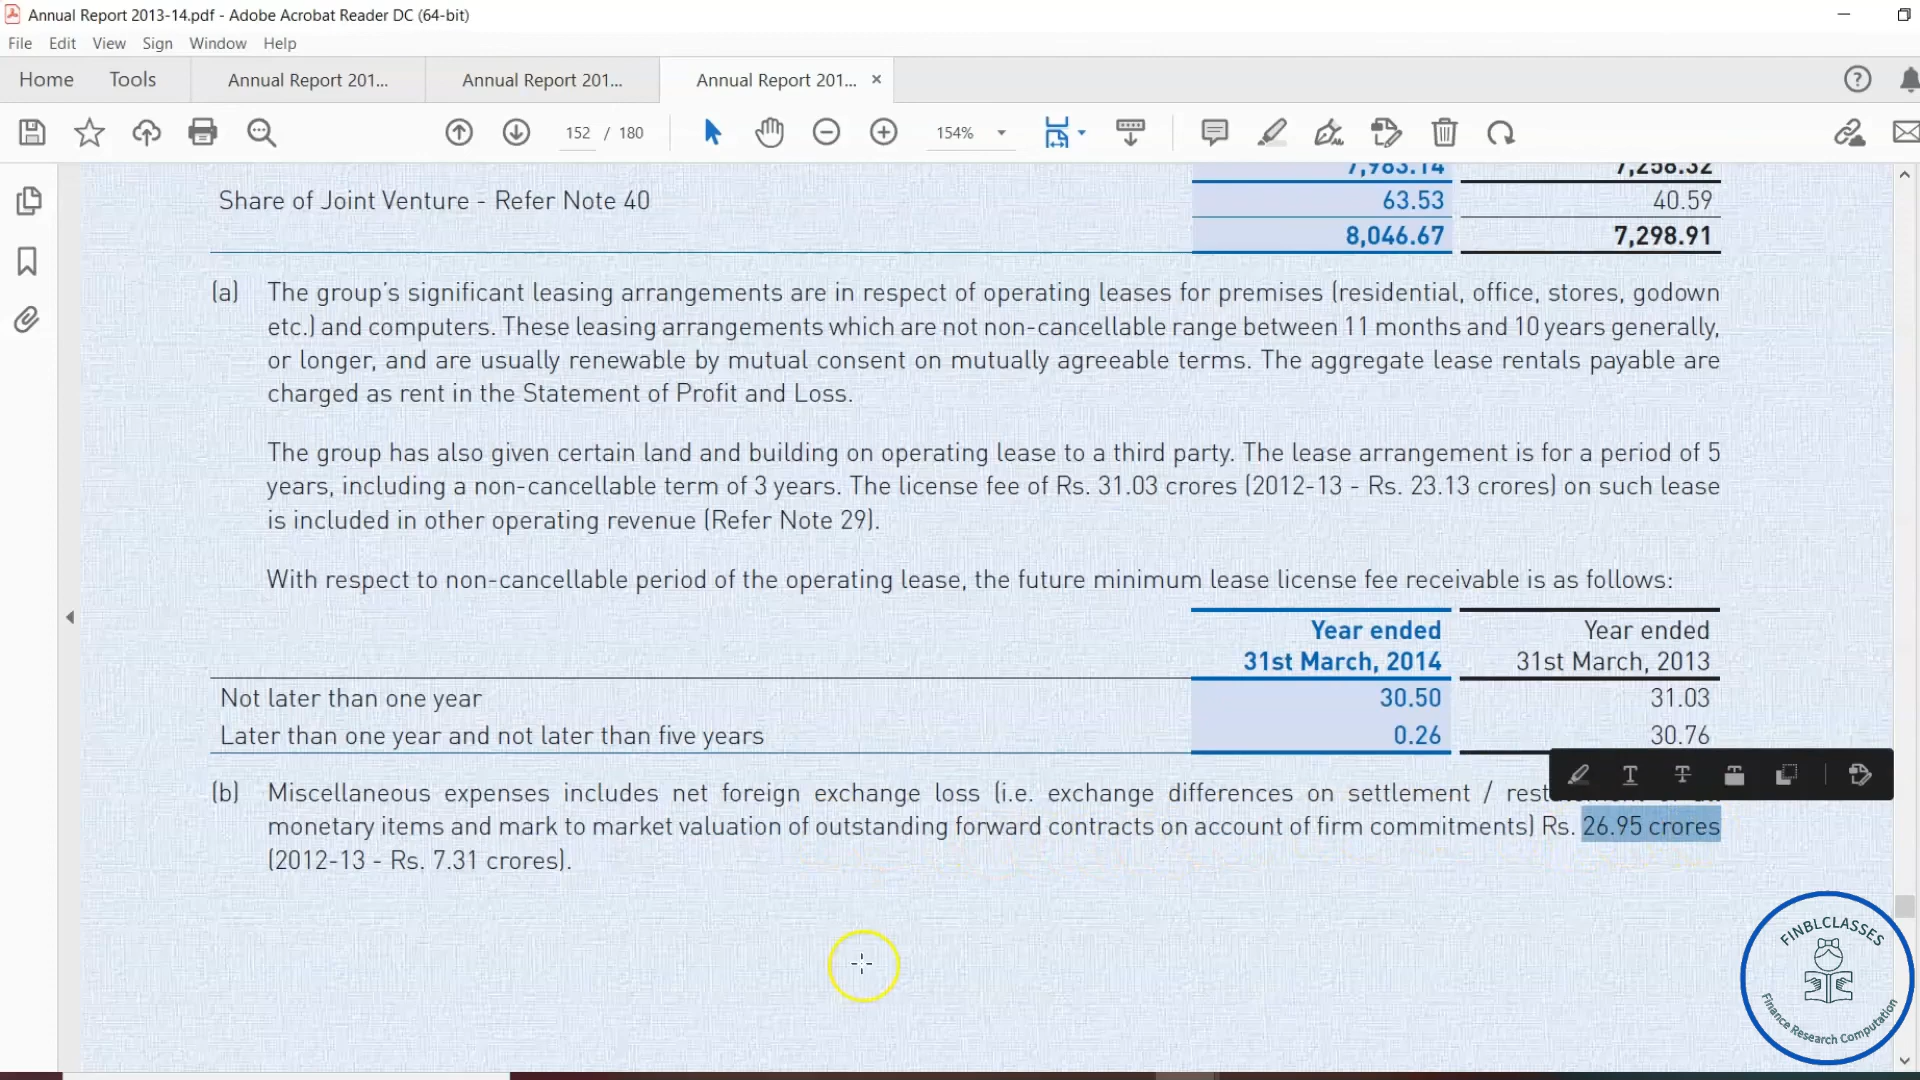 Annual Report 2013-14.pdf - Adobe Acrobat Reader DC (64-bit)
File Edit View Sign Window Help
Home Tools Annual Report 201... Annual Report 201... Annual Report 201... ×
152 / 180 154%
7,983.14 7,258.32
Share of Joint Venture - Refer Note 40 63.53 40.59
8,046.67 7,298.91
(a) The group's significant leasing arrangements are in respect of operating leases for premises (residential, office, stores, godown
etc.) and computers. These leasing arrangements which are not non-cancellable range between 11 months and 10 years generally,
or longer, and are usually renewable by mutual consent on mutually agreeable terms. The aggregate lease rentals payable are
charged as rent in the Statement of Profit and Loss.
The group has also given certain land and building on operating lease to a third party. The lease arrangement is for a period of 5
years, including a non-cancellable term of 3 years. The license fee of Rs. 31.03 crores (2012-13 - Rs. 23.13 crores) on such lease
is included in other operating revenue (Refer Note 29).
With respect to non-cancellable period of the operating lease, the future minimum lease license fee receivable is as follows:
Year ended Year ended
31st March, 2014 31st March, 2013
Not later than one year 30.50 31.03
Later than one year and not later than five years 0.26 30.76
(b) Miscellaneous expenses includes net foreign exchange loss (i.e. exchange differences on settlement /
monetary items and mark to market valuation of outstanding forward contracts on account of firm commitments) Rs. 26.95 crores
(2012-13 - Rs. 7.31 crores).
FINBLCLASSES
Finance Research Computation